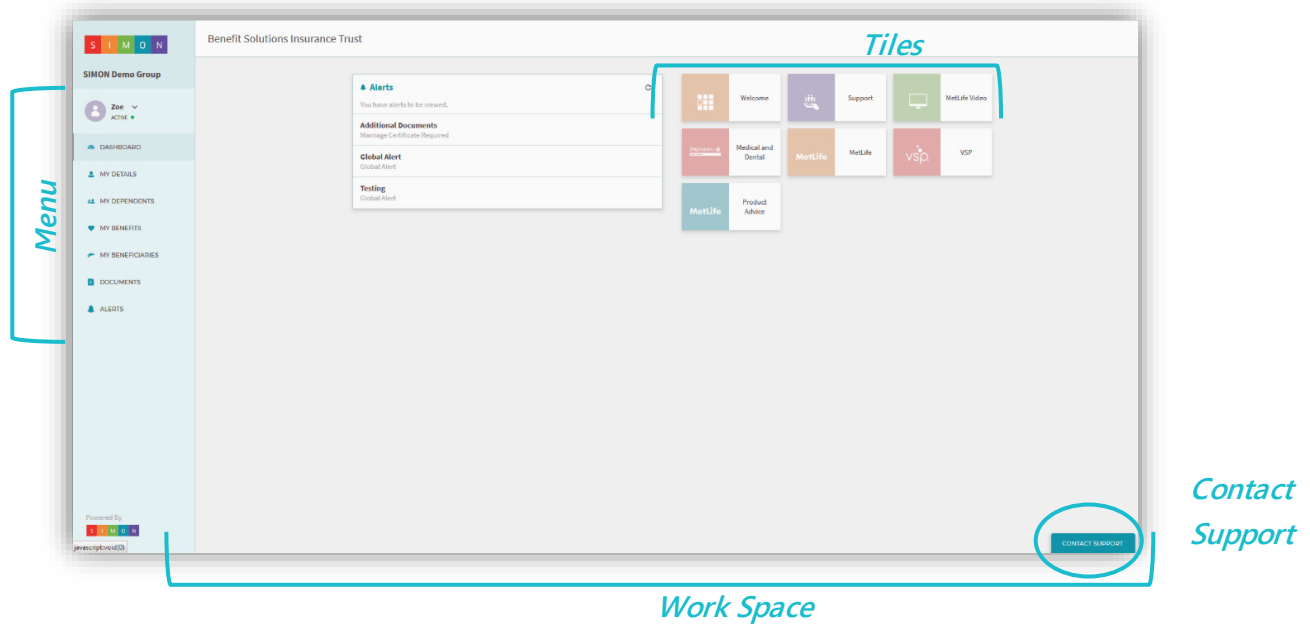 Tiles
S I M O N
Benefit Solutions Insurance Trust
SIMON Demo Group
Zoe
ACTIVE
DASHBOARD
MY DETAILS
MY DEPENDENTS
MY BENEFITS
MY BENEFICIARIES
DOCUMENTS
ALERTS
Menu
Alerts
You have alerts to be viewed.
Additional Documents
Marriage Certificate Required
Global Alert
Global Alert
Testing
Global Alert
Welcome
Support
MetLife Video
Medical and
Dental
MetLife
MetLife
vsp
VSP
MetLife
Product
Advice
Powered By
S I M O N
javascript:void(0)
CONTACT SUPPORT
Contact
Support
Work Space